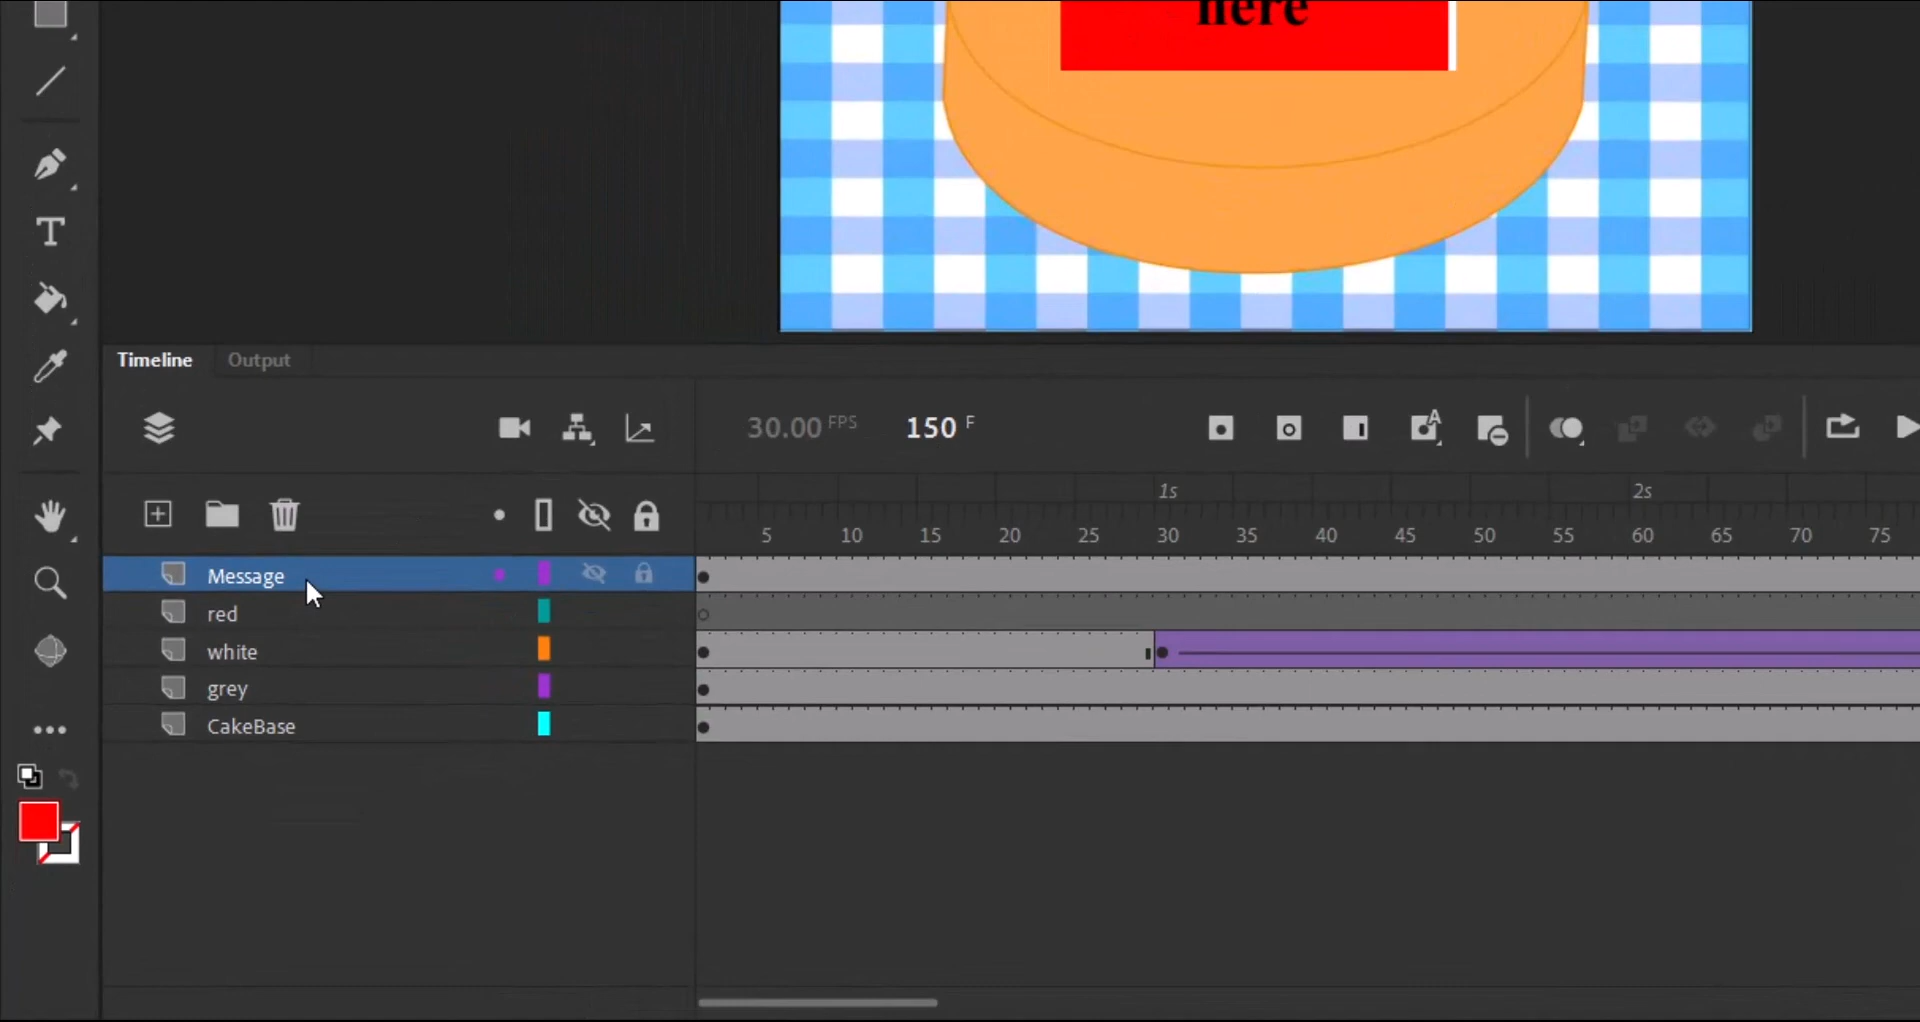 here
T
Timeline Output
30.00 FPS 150 F
A
1s 2s
5 10 15 20 25 30 35 40 45 50 55 60 65 70 75
Message
red
white
grey
CakeBase